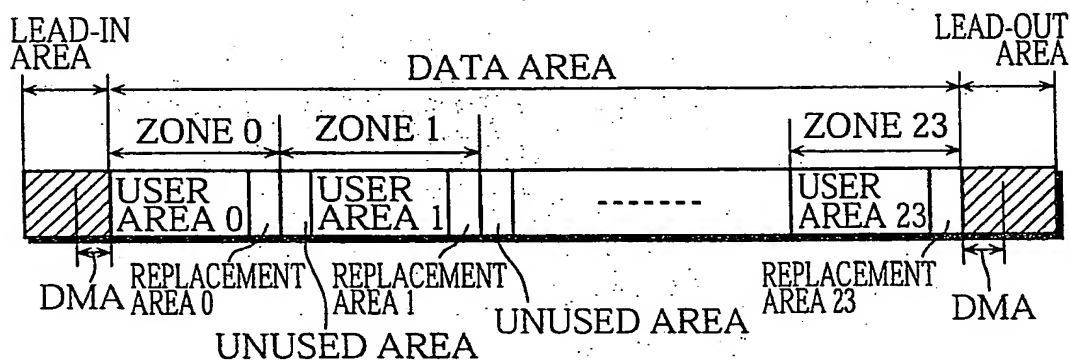 LEAD-IN
AREA
LEAD-OUT
AREA
DATA AREA
ZONE 0
ZONE 1
ZONE 23
USER
AREA 0
USER
AREA 1
USER
AREA 23
DMA
REPLACEMENT
AREA 0
REPLACEMENT
AREA 1
REPLACEMENT
AREA 23
DMA
UNUSED AREA
UNUSED AREA